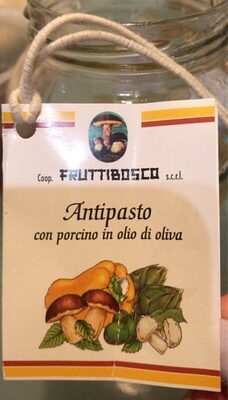 Coop. FRUTTIBOSCO s.c.r.l.
Antipasto
con porcino in olio di oliva